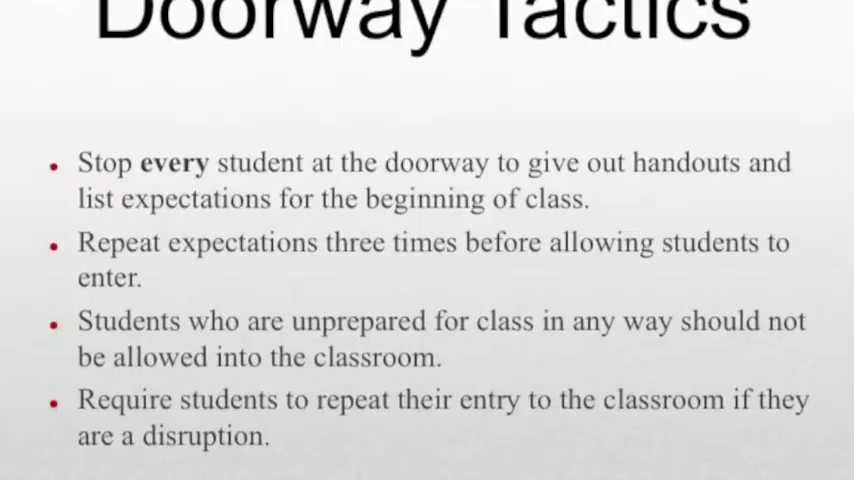 Doorway Tactics
• Stop every student at the doorway to give out handouts and
list expectations for the beginning of class.
• Repeat expectations three times before allowing students to
enter.
• Students who are unprepared for class in any way should not
be allowed into the classroom.
• Require students to repeat their entry to the classroom if they
are a disruption.